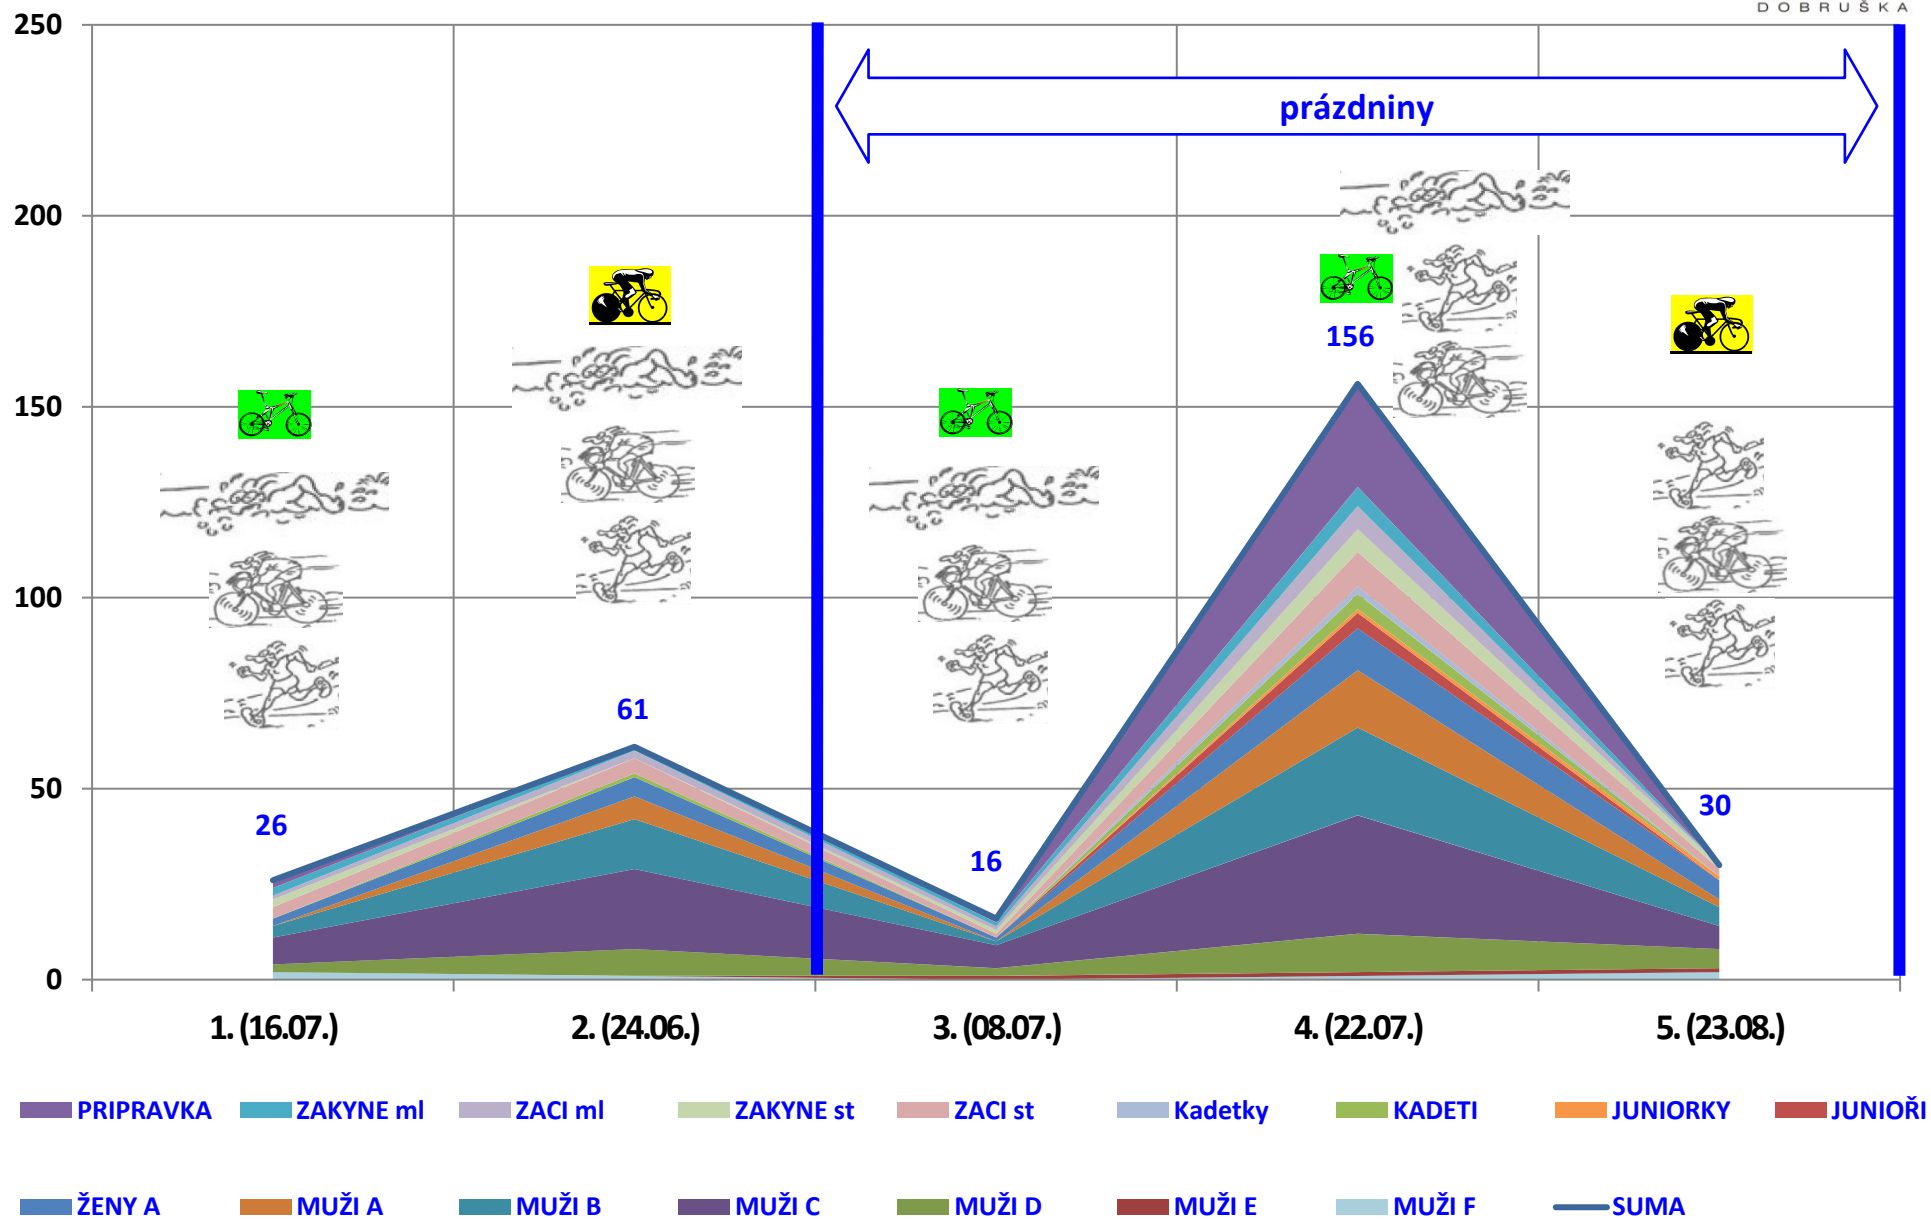 DOBRUŠKA
250
prázdniny
200
156
150
100
61
50
30
26
16
0
1. (16.07.) 2. (24.06.) 3. (08.07.) 4. (22.07.) 5. (23.08.)
PRIPRAVKA ZAKYNE ml ZACI ml ZAKYNE st ZACI st Kadetky KADETI JUNIORKY JUNIOŘI
ŽENY A MUŽI A MUŽI B MUŽI C MUŽI D MUŽI E MUŽI F SUMA